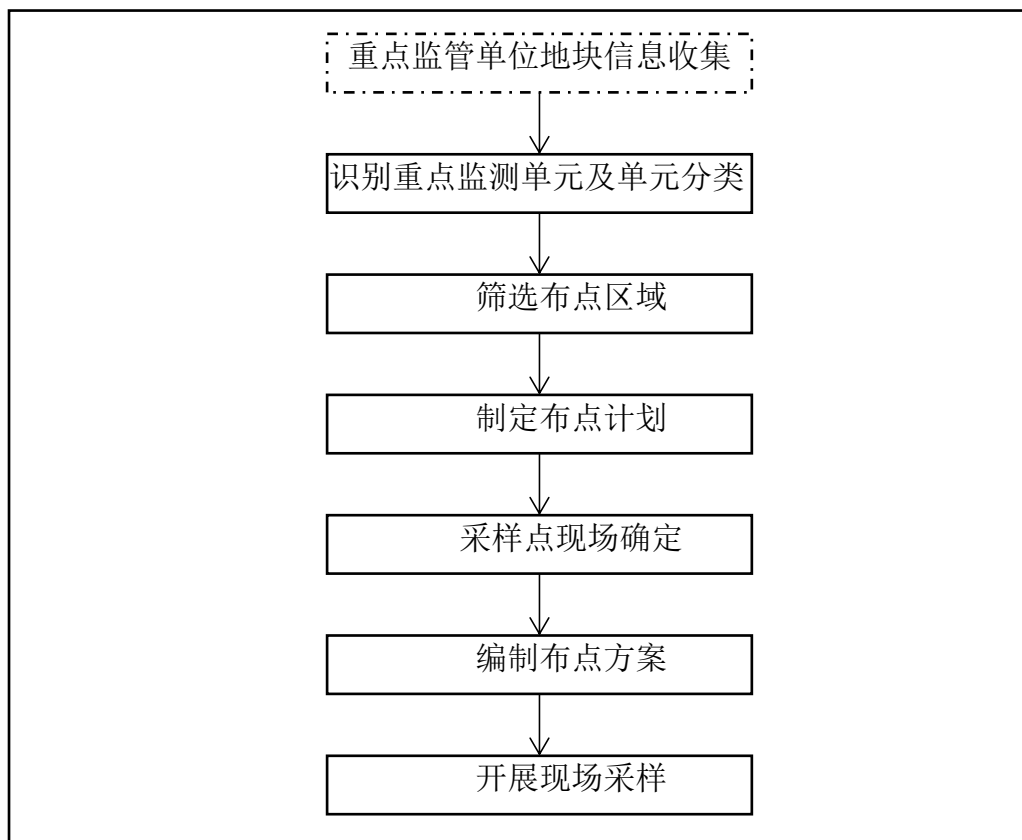 重点监管单位地块信息收集
识别重点监测单元及单元分类
筛选布点区域
制定布点计划
采样点现场确定
编制布点方案
开展现场采样